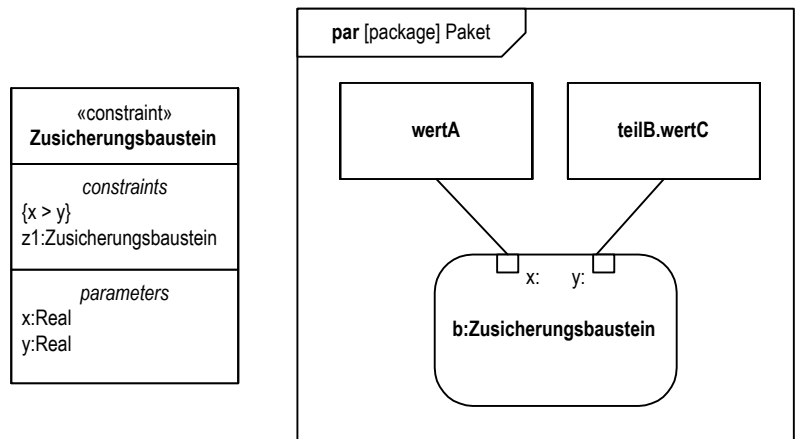 «constraint»
Zusicherungsbaustein
constraints
{x > y}
z1:Zusicherungsbaustein
parameters
x:Real
y:Real
par [package] Paket
wertA
teilB.wertC
x: y:
b:Zusicherungsbaustein